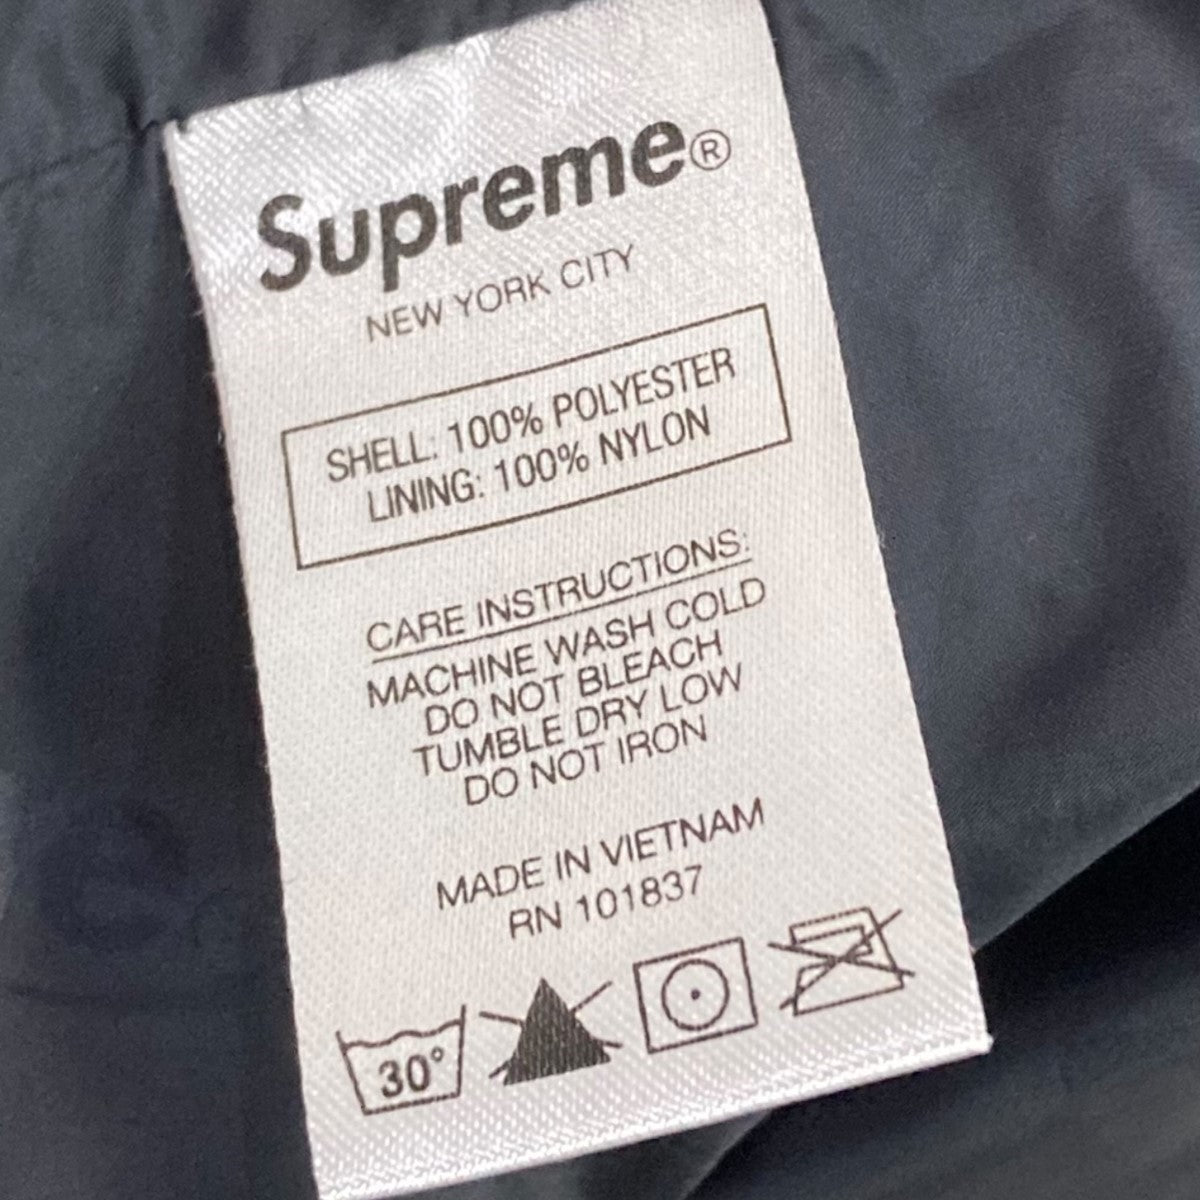 Supreme®
NEW YORK CITY
SHELL: 100% POLYESTER
LINING: 100% NYLON
CARE INSTRUCTIONS:
MACHINE WASH COLD
DO NOT BLEACH
TUMBLE DRY LOW
DO NOT IRON
MADE IN VIETNAM
RN 101837
30°